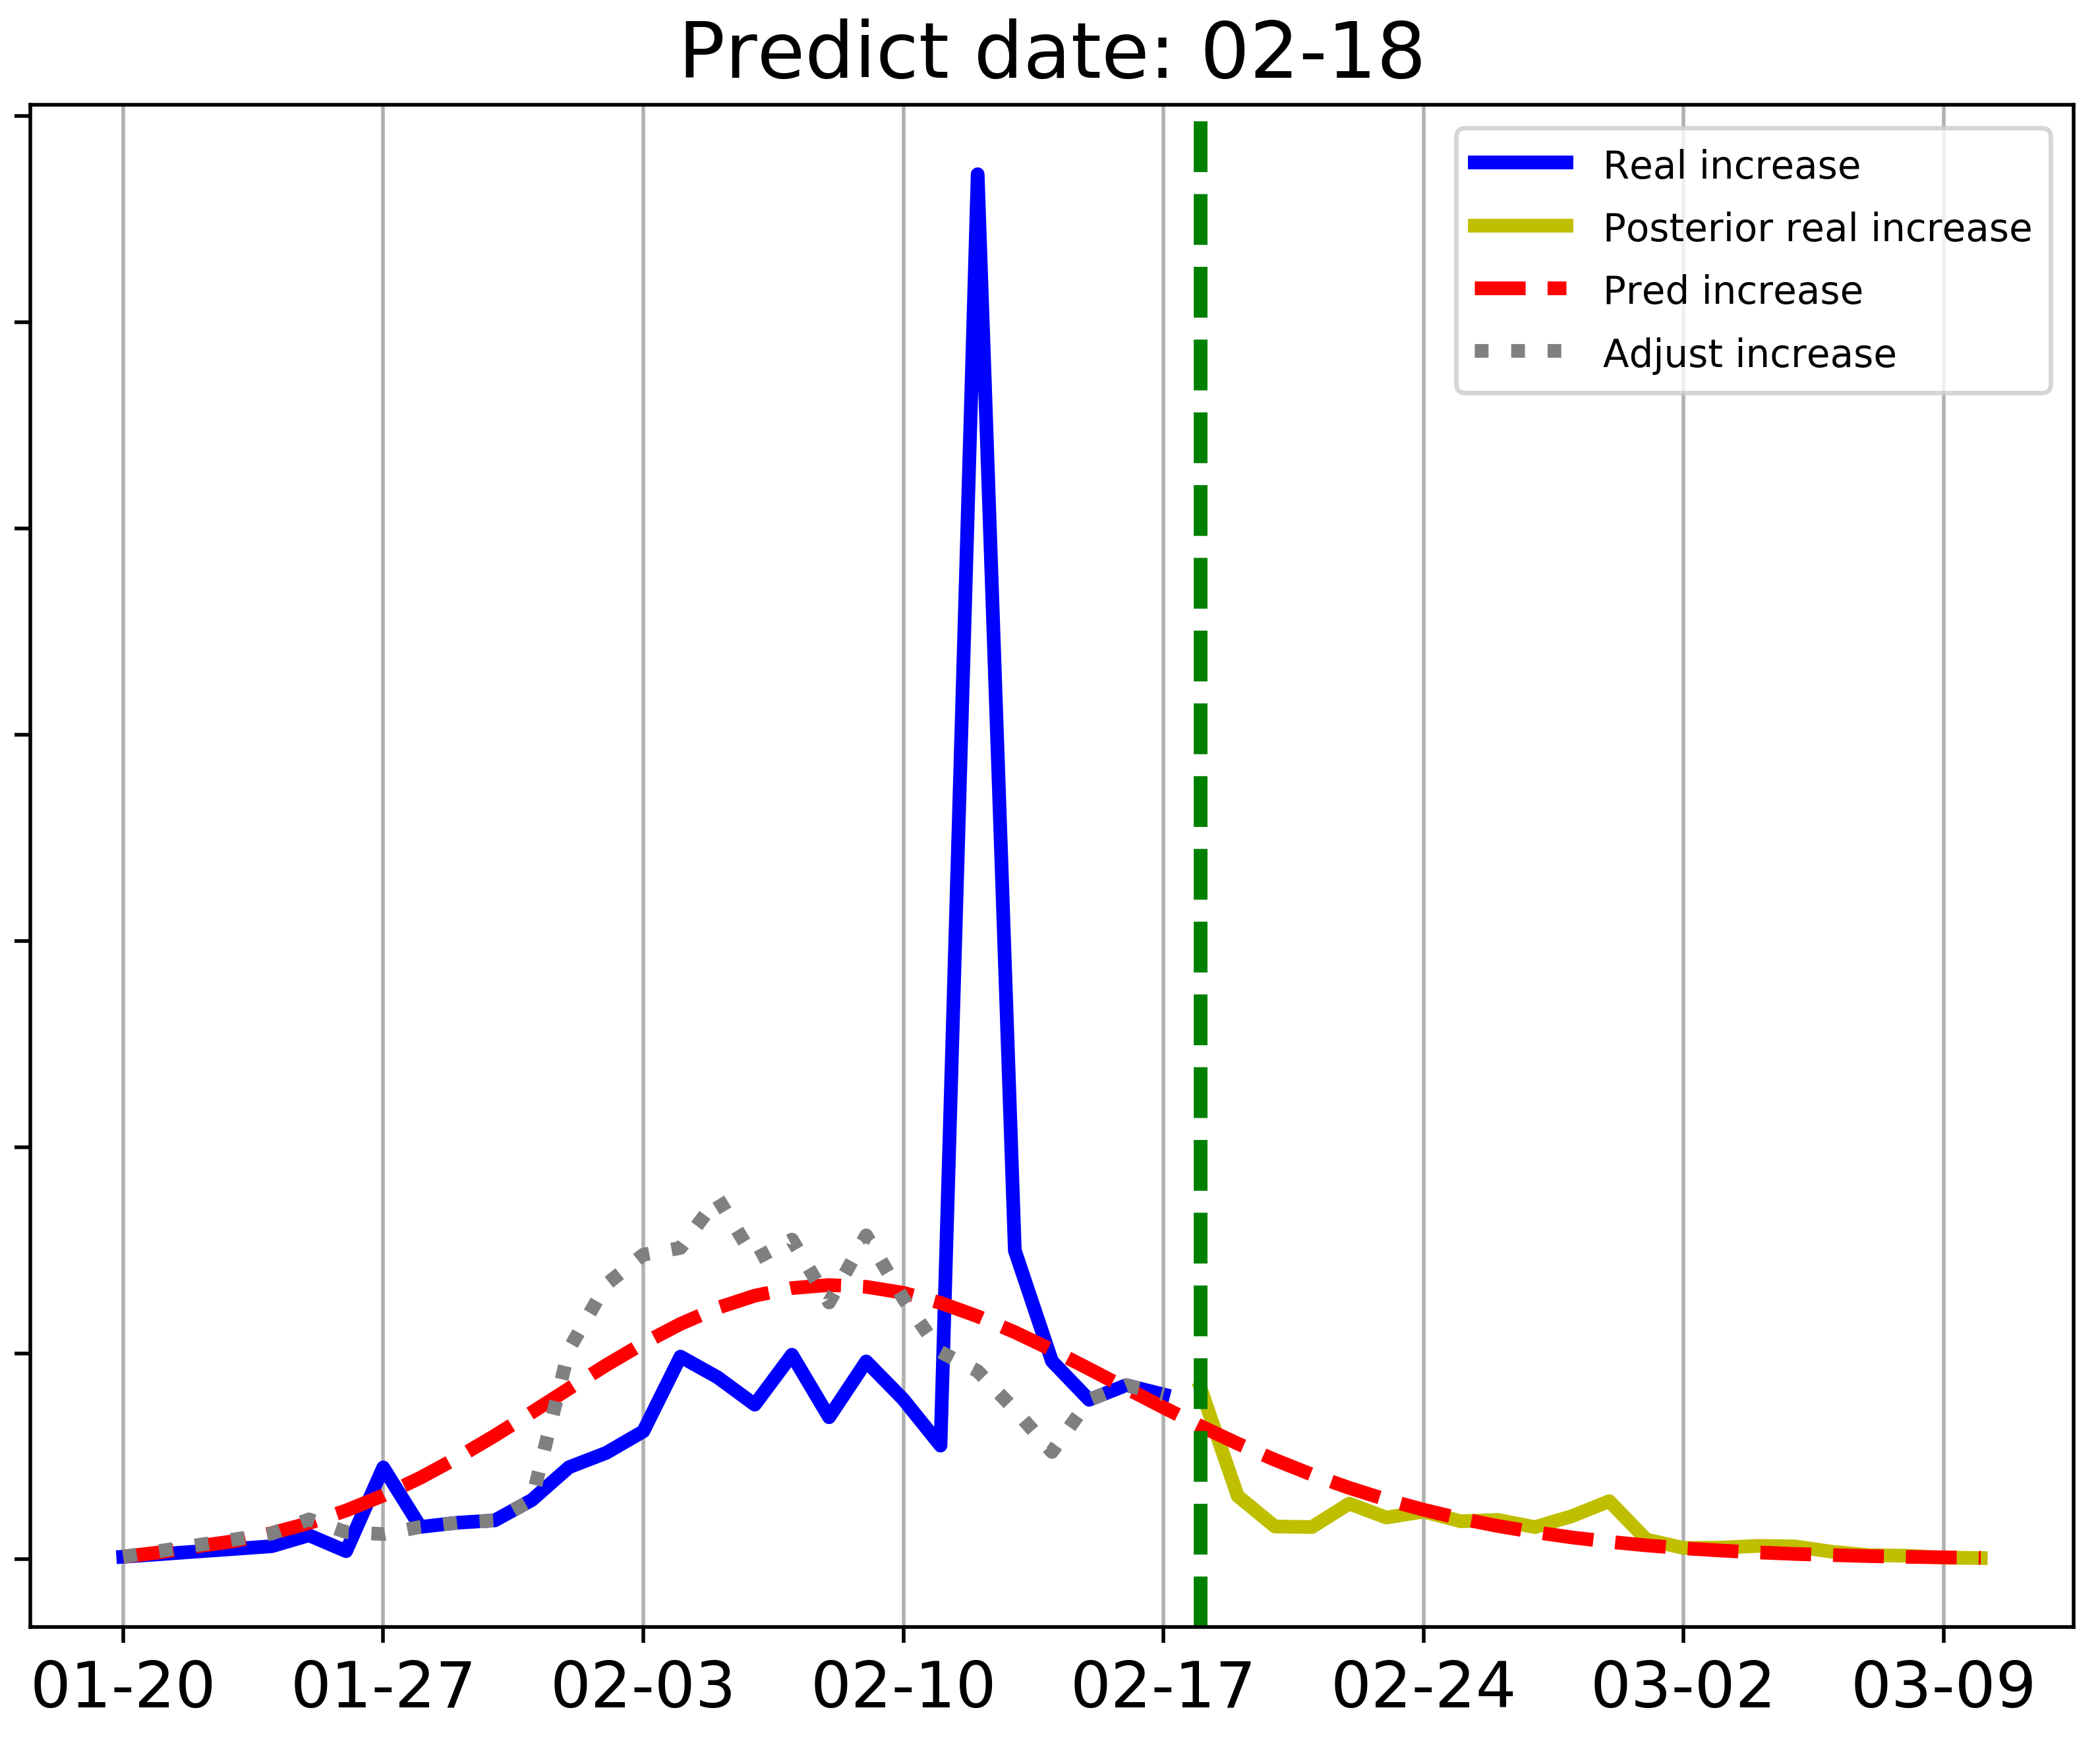 Predict date: 02-18
Real increase
Posterior real increase
Pred increase
Adjust increase
01-20 01-27 02-03 02-10 02-17 02-24 03-02 03-09